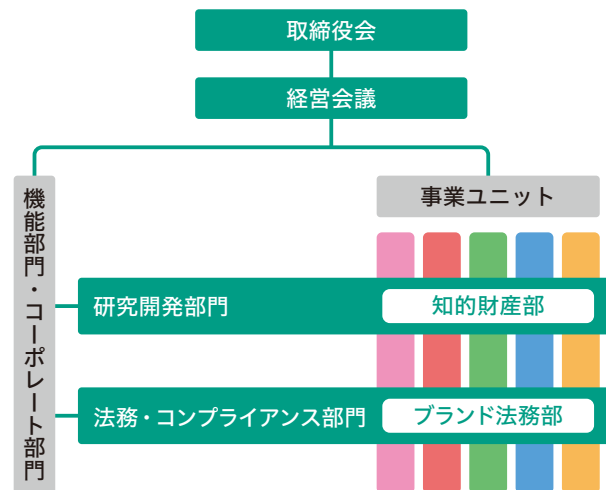 取締役会
経営会議
機能部門・コーポレート部門
事業ユニット
研究開発部門
知的財産部
法務・コンプライアンス部門
ブランド法務部